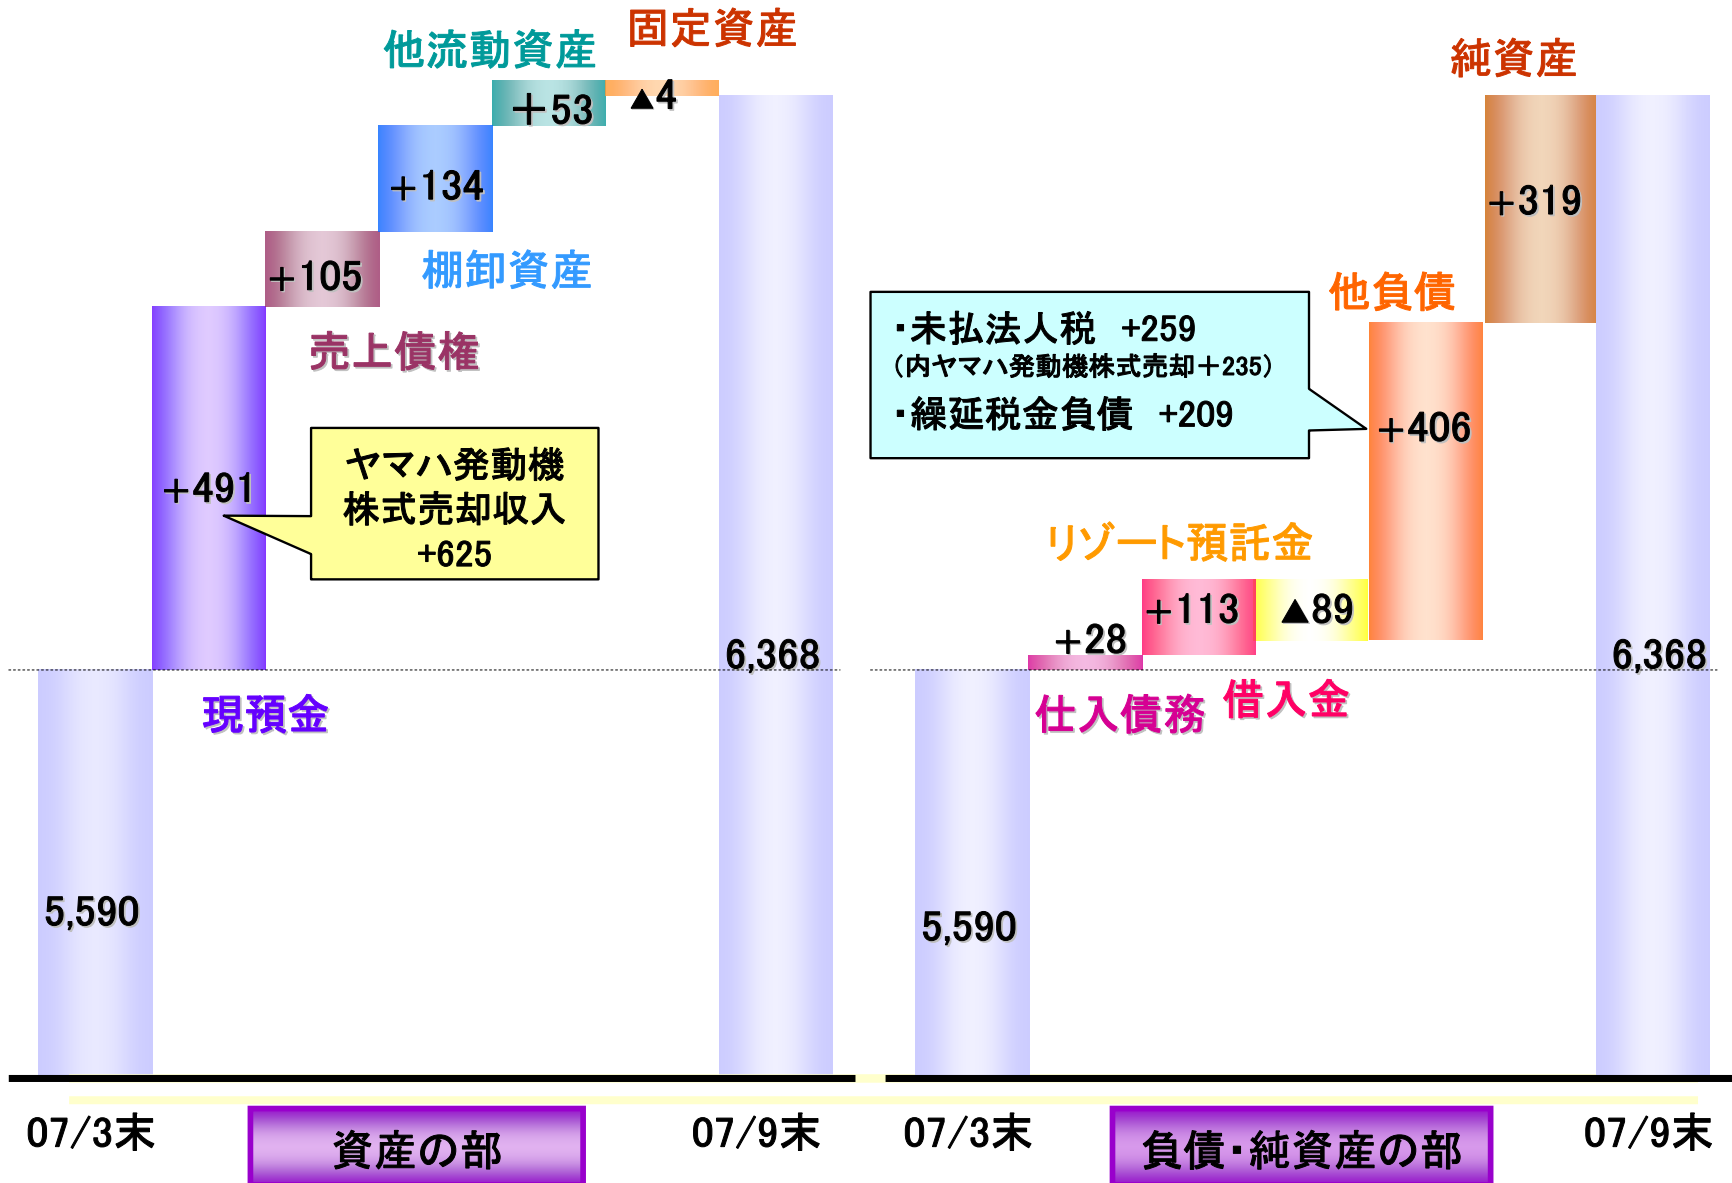 他流動資産
固定資産
+53
▲4
+134
棚卸資産
+105
売上債権
+491
ヤマハ発動機
株式売却収入
+625
現預金
5,590
6,368
07/3末
資産の部
07/9末
純資産
+319
他負債
・未払法人税 +259
（内ヤマハ発動機株式売却＋235）
・繰延税金負債 +209
+406
リゾート預託金
+28
+113
▲89
仕入債務
借入金
5,590
6,368
07/3末
負債・純資産の部
07/9末